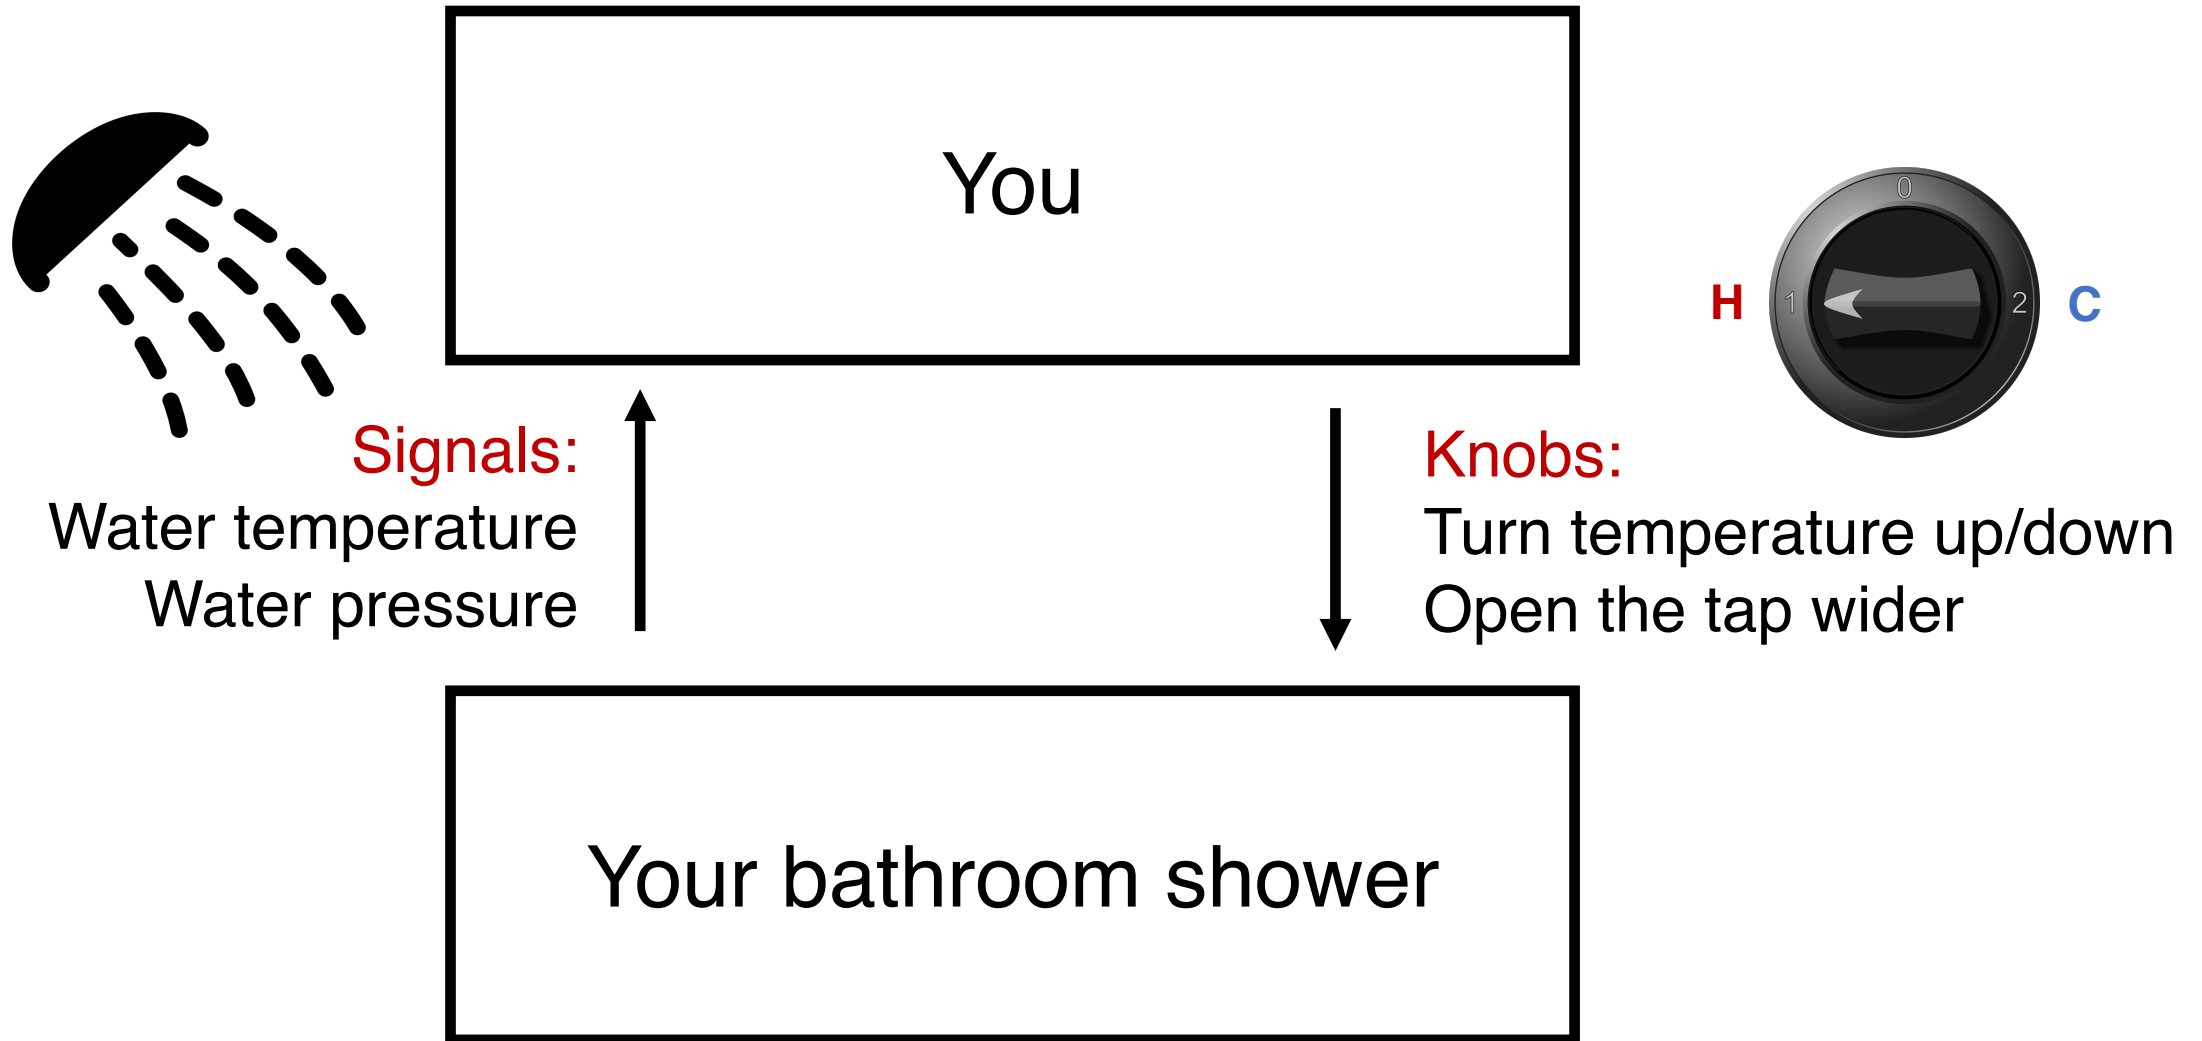 You
0
H
1
2
C
Signals:
Water temperature
Water pressure
Knobs:
Turn temperature up/down
Open the tap wider
Your bathroom shower